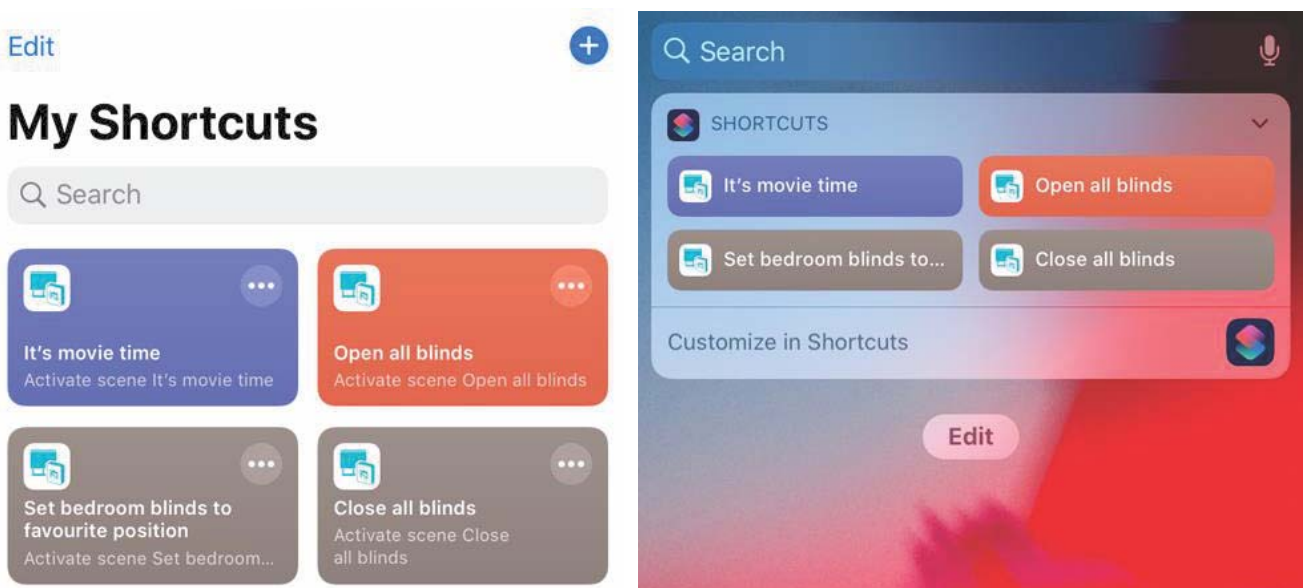 Edit
My Shortcuts
Search
It's movie time
Activate scene It's movie time
Open all blinds
Activate scene Open all blinds
Set bedroom blinds to
favourite position
Activate scene Set bedroom...
Close all blinds
Activate scene Close
all blinds
Search
SHORTCUTS
It's movie time
Open all blinds
Set bedroom blinds to...
Close all blinds
Customize in Shortcuts
Edit